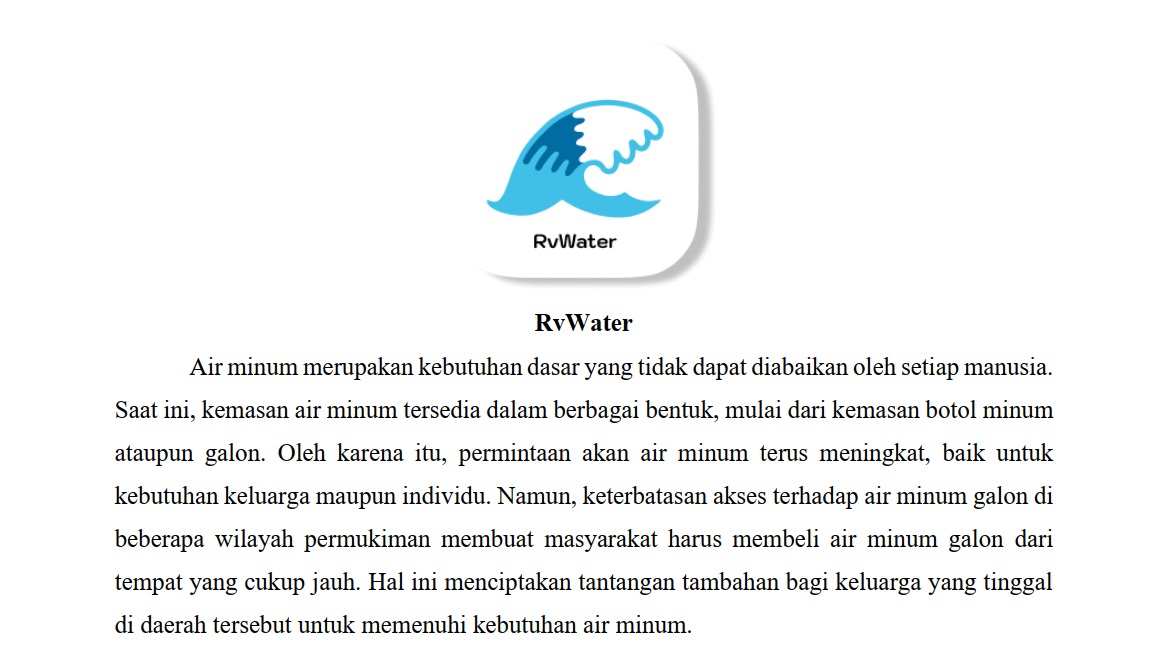 RvWater
RvWater
Air minum merupakan kebutuhan dasar yang tidak dapat diabaikan oleh setiap manusia.
Saat ini, kemasan air minum tersedia dalam berbagai bentuk, mulai dari kemasan botol minum
ataupun galon. Oleh karena itu, permintaan akan air minum terus meningkat, baik untuk
kebutuhan keluarga maupun individu. Namun, keterbatasan akses terhadap air minum galon di
beberapa wilayah permukiman membuat masyarakat harus membeli air minum galon dari
tempat yang cukup jauh. Hal ini menciptakan tantangan tambahan bagi keluarga yang tinggal
di daerah tersebut untuk memenuhi kebutuhan air minum.